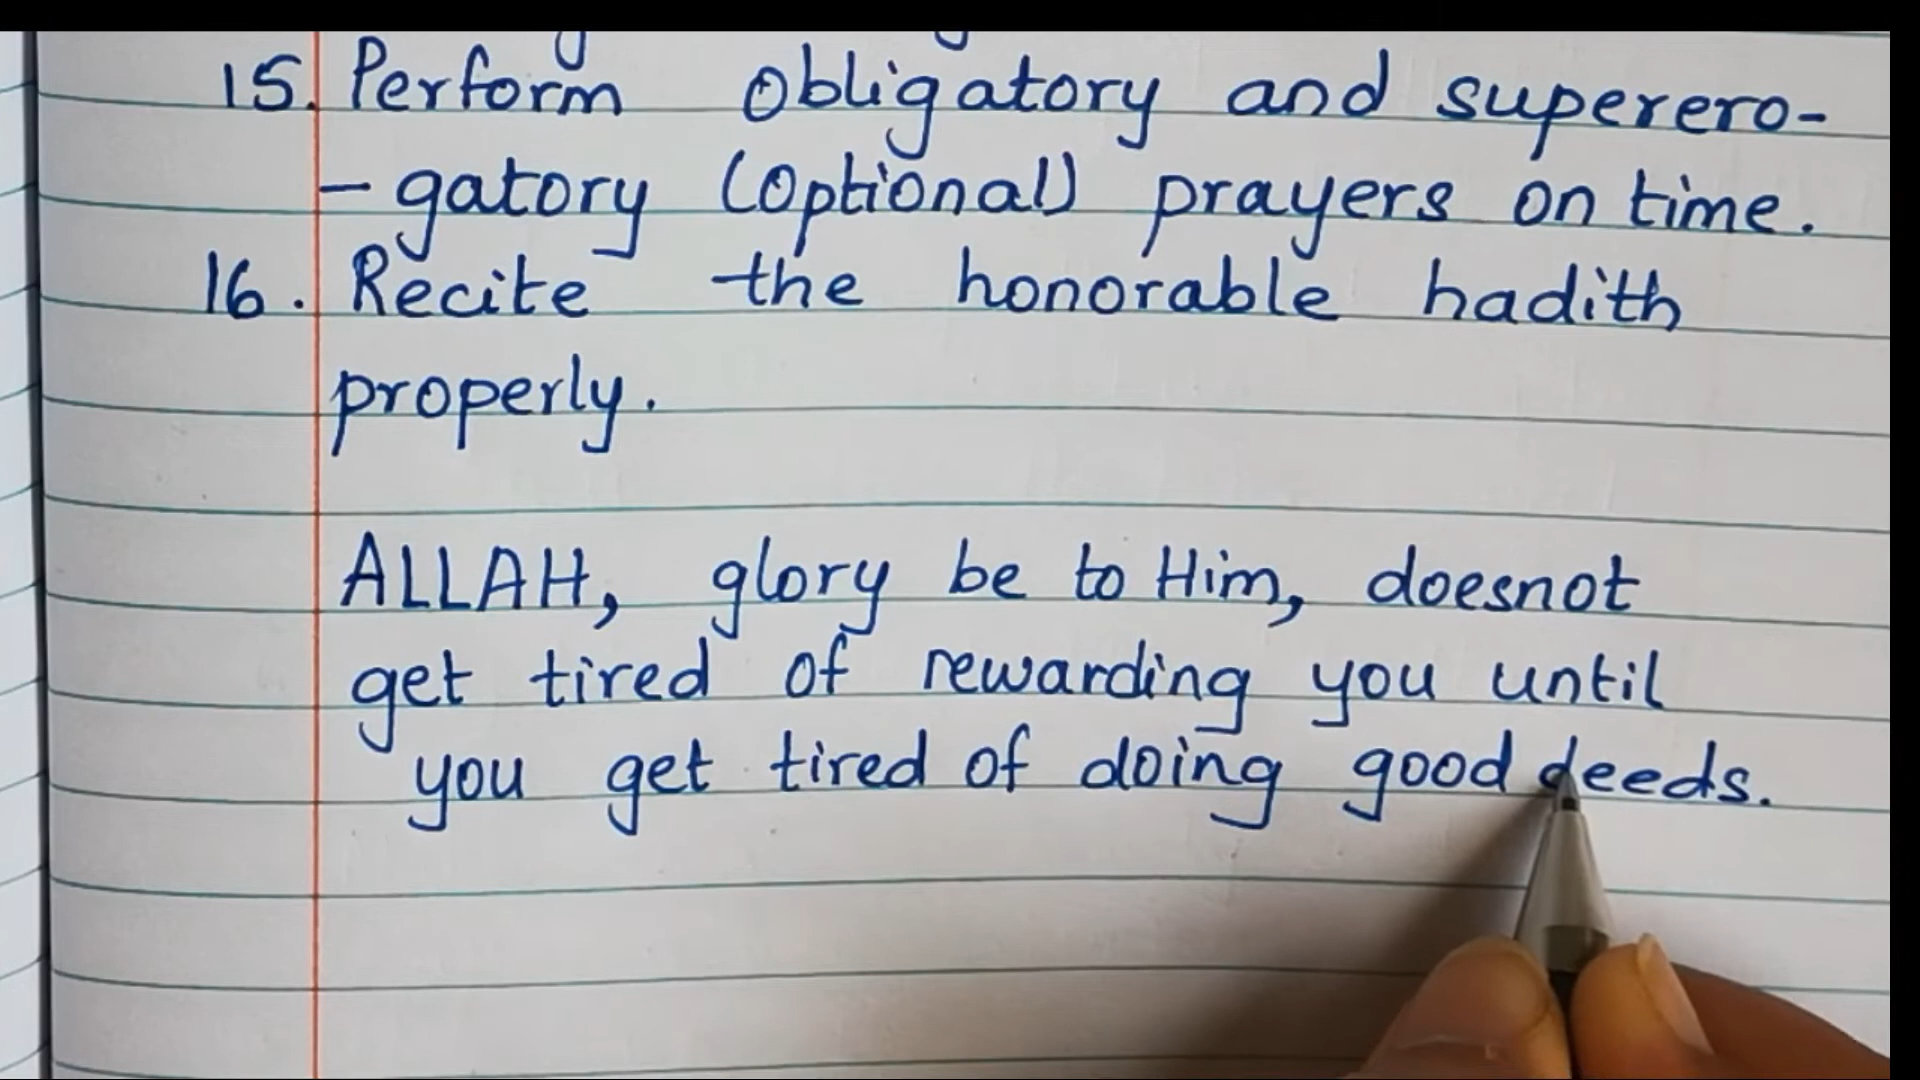 15. Perform obligatory and superero-
- gatory (optional) prayers on time.
16. Recite the honorable hadith
properly.
ALLAH, glory be to Him, doesnot
get tired of rewarding you until
you get tired of doing good deeds.